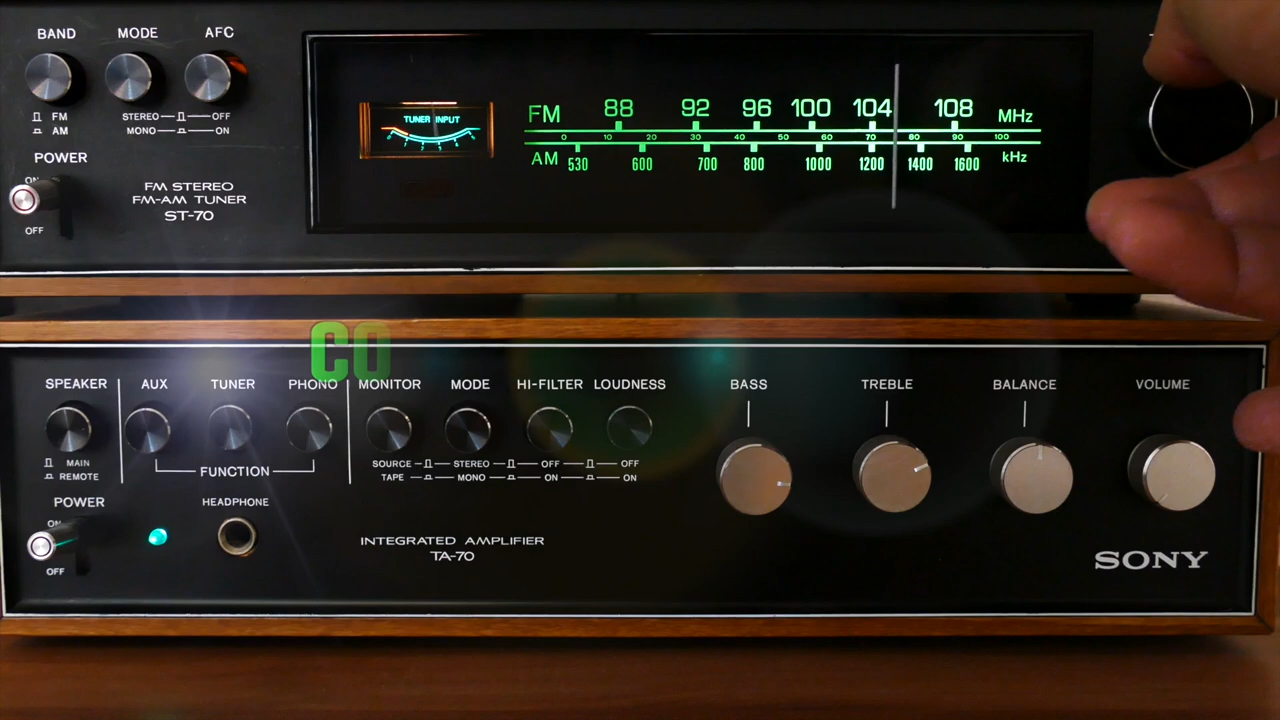 BAND MODE AFC
FM STEREO OFF
AM MONO ON
POWER
ON
OFF
FM STEREO
FM-AM TUNER
ST-70
TUNER INPUT
FM 88 92 96 100 104 108 MHz
0 10 20 30 40 50 60 70 80 90 100
AM 530 600 700 800 1000 1200 1400 1600 kHz
CO
SPEAKER AUX TUNER PHONO MONITOR MODE HI-FILTER LOUDNESS BASS TREBLE BALANCE VOLUME
MAIN SOURCE STEREO OFF OFF
REMOTE FUNCTION TAPE MONO ON ON
POWER HEADPHONE
ON
OFF
INTEGRATED AMPLIFIER
TA-70
SONY